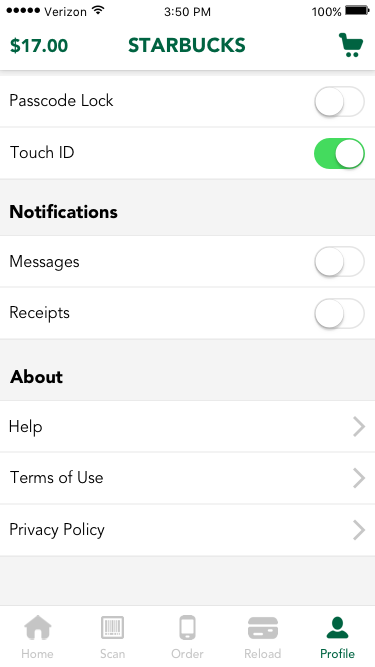 Verizon 3:50 PM 100%
$17.00 STARBUCKS
Passcode Lock
Touch ID
Notifications
Messages
Receipts
About
Help
Terms of Use
Privacy Policy
Home Scan Order Reload Profile